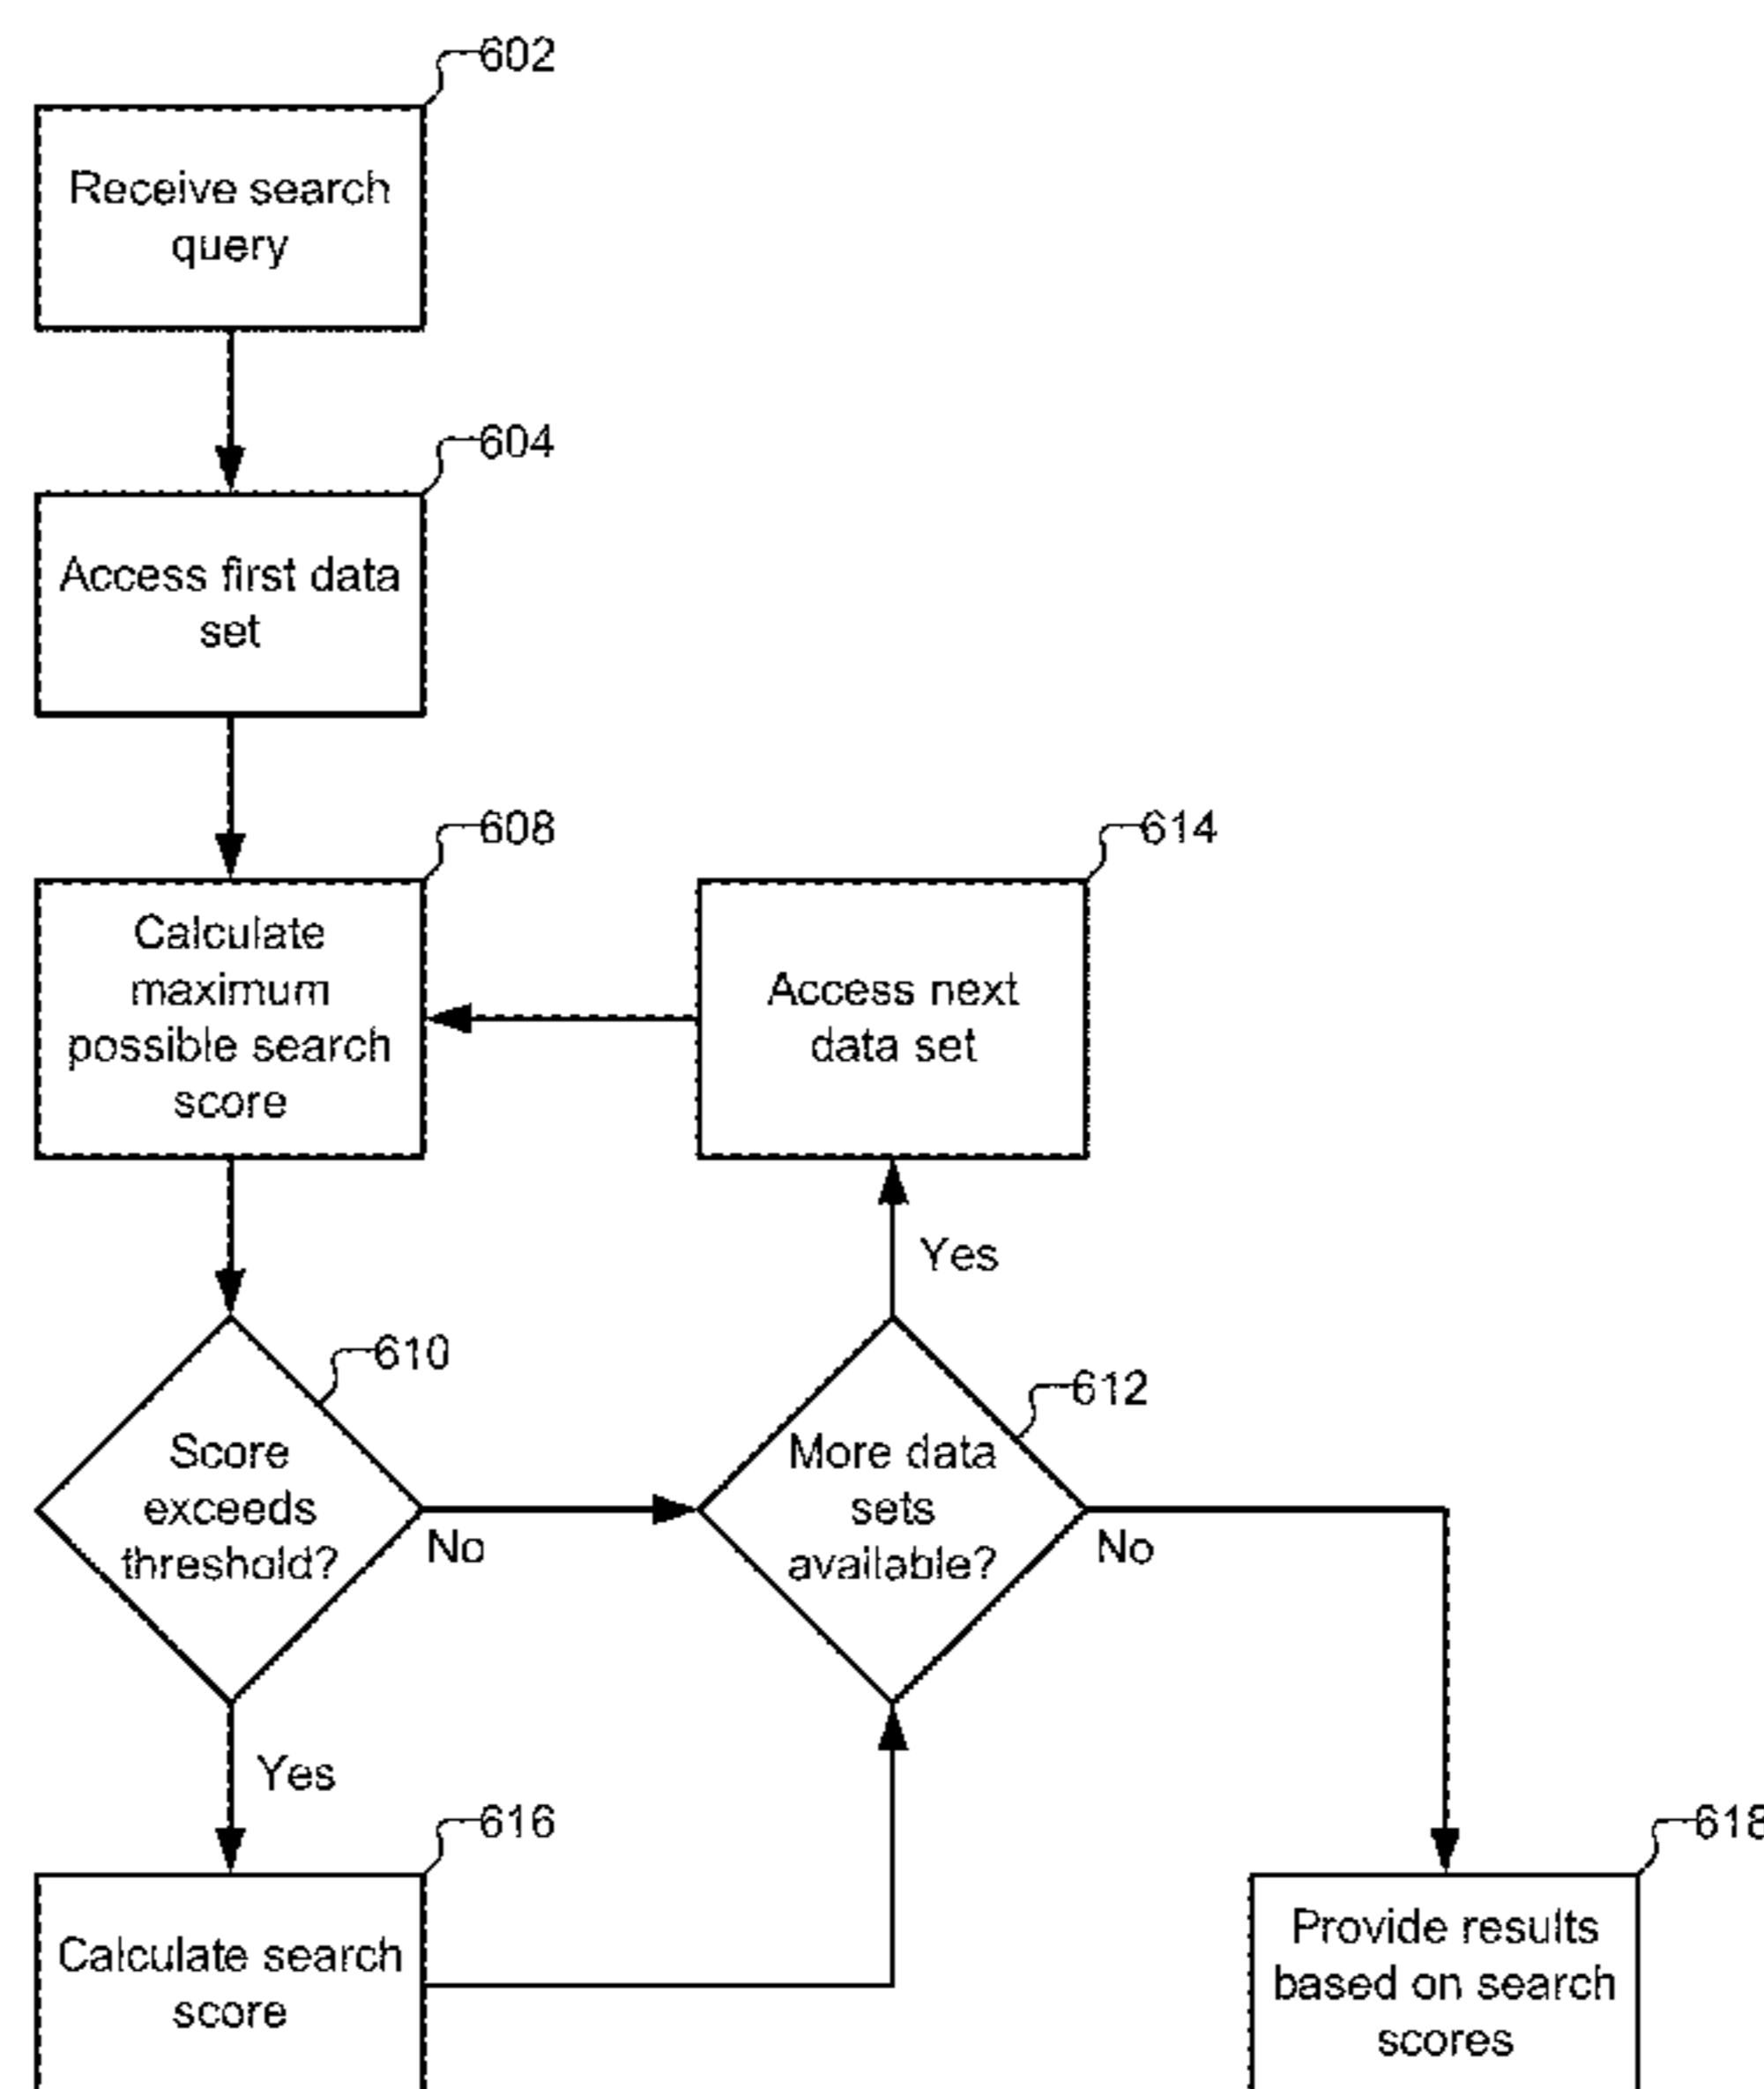 602
Receive search
query
604
Access first data
set
608
Calculate
maximum
possible search
score
614
Access next
data set
Yes
610
Score
exceeds
threshold?
No
612
More data
sets
available?
No
Yes
616
Calculate search
score
618
Provide results
based on search
scores